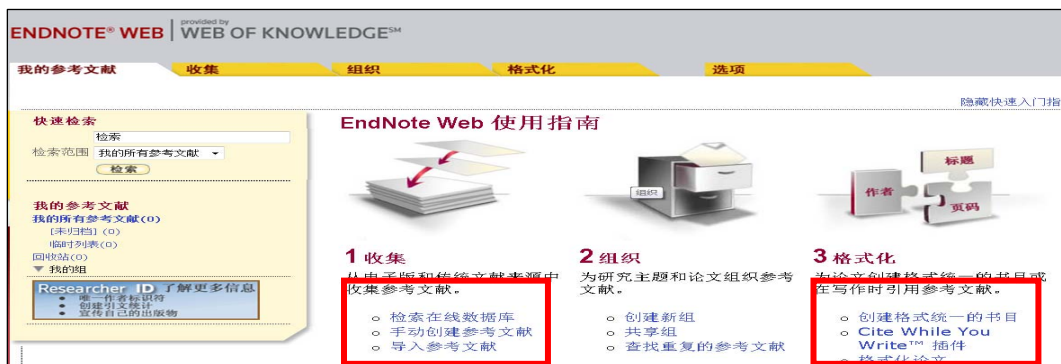 ENDNOTE® WEB
provided by
WEB OF KNOWLEDGE℠
我的参考文献 收集 组织 格式化 选项
隐藏快速入门指
快速检索
检索
检索范围 我的所有参考文献
检索
我的参考文献
我的所有参考文献(0)
[未归档] (0)
临时列表(0)
回收站(0)
▼ 我的组
Researcher ID 了解更多信息
• 唯一作者标识符
• 创建引文统计
• 宣传自己的出版物
EndNote Web 使用指南
组织
标题
作者
页码
1 收集
从电子版和传统文献来源中
收集参考文献。
○ 检索在线数据库
○ 手动创建参考文献
○ 导入参考文献
2 组织
为研究主题和论文组织参考
文献。
○ 创建新组
○ 共享组
○ 查找重复的参考文献
3 格式化
为论文创建格式统一的书目或
在写作时引用参考文献。
○ 创建格式统一的书目
○ Cite While You
Write™ 插件
○ 格式化论文